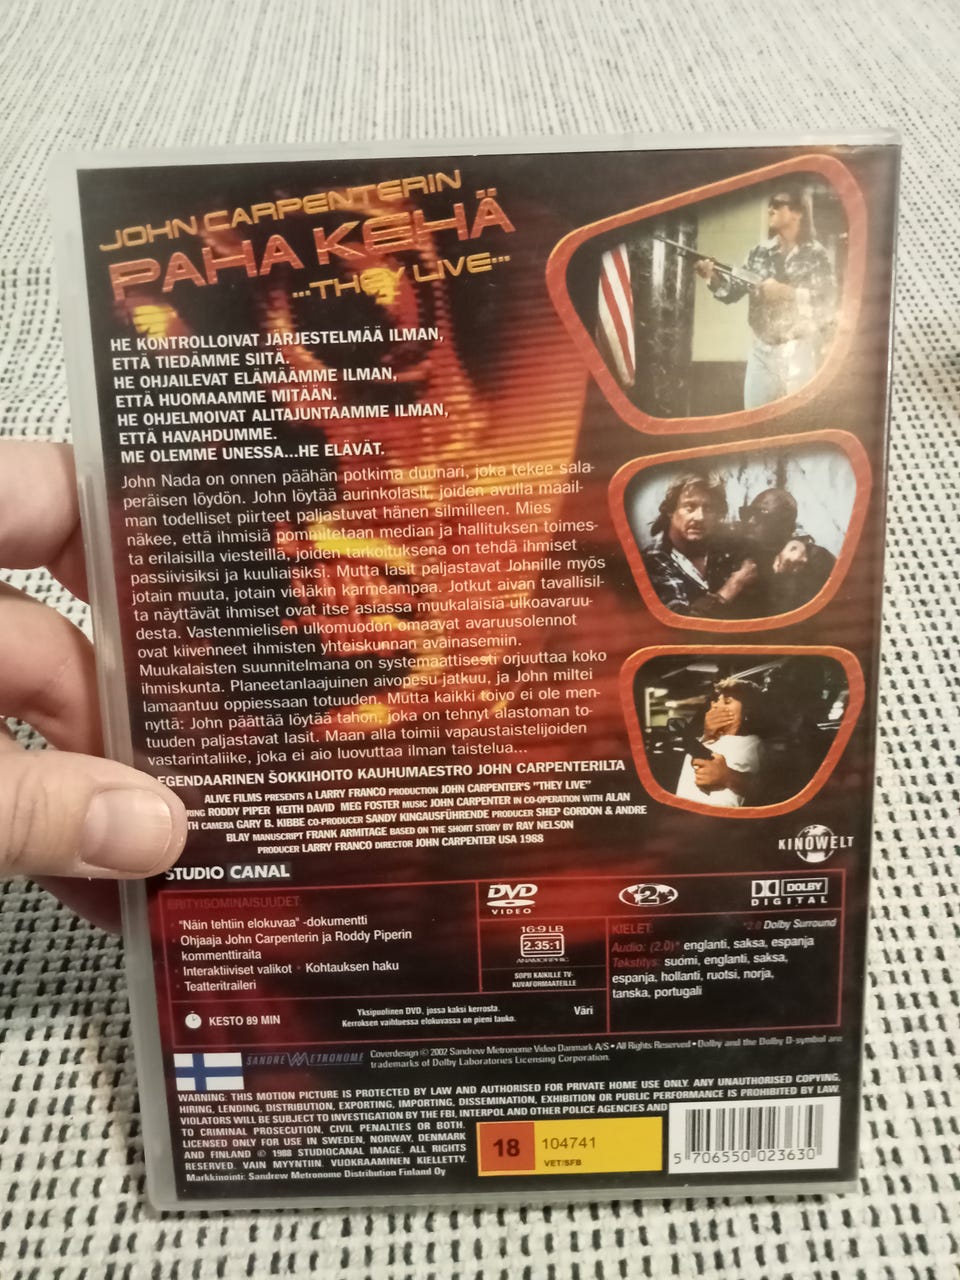 JOHN CARPENTERIN
PAHA KEHÄ
...THEY LIVE...
HE KONTROLLOIVAT JÄRJESTELMÄÄ ILMAN,
ETTÄ TIEDÄMME SIITÄ.
HE OHJAILEVAT ELÄMÄÄMME ILMAN,
ETTÄ HUOMAAMME MITÄÄN.
HE OHJELMOIVAT ALITAJUNTAAMME ILMAN,
ETTÄ HAVAHDUMME.
ME OLEMME UNESSA...HE ELÄVÄT.
John Nada on onnen päähän potkima duunari, joka tekee sala-
peräisen löydön. John löytää aurinkolasit, joiden avulla maail-
man todelliset piirteet paljastuvat hänen silmilleen. Mies
näkee, että ihmisiä pommitetaan median ja hallituksen toimes-
ta erilaisilla viesteillä, joiden tarkoituksena on tehdä ihmiset
passiivisiksi ja kuuliaisiksi. Mutta lasit paljastavat Johnille myös
jotain muuta, jotain vieläkin karmeampaa. Jotkut aivan tavallisil-
ta näyttävät ihmiset ovat itse asiassa muukalaisia ulkoavaruu-
desta. Vastenmielisen ulkomuodon omaavat avaruusolennot
ovat kiivenneet ihmisten yhteiskunnan avainasemiin.
Muukalaisten suunnitelmana on systemaattisesti orjuuttaa koko
ihmiskunta. Planeetanlaajuinen aivopesu jatkuu, ja John miltei
lamaantuu oppiessaan totuuden. Mutta kaikki toivo ei ole men-
nyttä: John päättää löytää tahon, joka on tehnyt alastoman to-
tuuden paljastavat lasit. Maan alla toimii vapaustaistelijoiden
vastarintaliike, joka ei aio luovuttaa ilman taistelua...
EGENDAARINEN ŠOKKIHOITO KAUHUMAESTRO JOHN CARPENTERILTA
ALIVE FILMS PRESENTS A LARRY FRANCO PRODUCTION JOHN CARPENTER'S "THEY LIVE"
RING RODDY PIPER KEITH DAVID MEG FOSTER MUSIC JOHN CARPENTER IN CO-OPERATION WITH ALAN
TH CAMERA GARY B. KIBBE CO-PRODUCER SANDY KINGAUSFÜHRENDE PRODUCER SHEP GORDON & ANDRE
BLAY MANUSCRIPT FRANK ARMITAGE BASED ON THE SHORT STORY BY RAY NELSON
PRODUCER LARRY FRANCO DIRECTOR JOHN CARPENTER USA 1988
KINOWELT
STUDIO CANAL
ERITYISOMINAISUUDET:
· "Näin tehtiin elokuvaa" -dokumentti
· Ohjaaja John Carpenterin ja Roddy Piperin
kommenttiraita
· Interaktiiviset valikot · Kohtauksen haku
· Teatteritraileri
DVD
VIDEO
16:9 LB
2.35:1
ANAMORPHIC
SOPII KAIKILLE TV-
KUVAFORMAATEILLE
2
DOLBY
DIGITAL
KIELET: *2.0 Dolby Surround
Audio: (2.0)* englanti, saksa, espanja
Tekstitys: suomi, englanti, saksa,
espanja, hollanti, ruotsi, norja,
tanska, portugali
KESTO 89 MIN
Yksipuolinen DVD, jossa kaksi kerrosta.
Kerroksen vaihtuessa elokuvassa on pieni tauko.
Väri
SANDREW METRONOME
Coverdesign © 2002 Sandrew Metronome Video Danmark A/S • All Rights Reserved • Dolby and the Dolby D-symbol are
trademarks of Dolby Laboratories Licensing Corporation.
WARNING: THIS MOTION PICTURE IS PROTECTED BY LAW AND AUTHORISED FOR PRIVATE HOME USE ONLY. ANY UNAUTHORISED COPYING,
HIRING, LENDING, DISTRIBUTION, EXPORTING, IMPORTING, DISSEMINATION, EXHIBITION OR PUBLIC PERFORMANCE IS PROHIBITED BY LAW.
VIOLATORS WILL BE SUBJECT TO INVESTIGATION BY THE FBI, INTERPOL AND OTHER POLICE AGENCIES AND
TO CRIMINAL PROSECUTION, CIVIL PENALTIES OR BOTH.
LICENSED ONLY FOR USE IN SWEDEN, NORWAY, DENMARK
AND FINLAND © 1988 STUDIOCANAL IMAGE. ALL RIGHTS
RESERVED. VAIN MYYNTIIN. VUOKRAAMINEN KIELLETTY.
Markkinointi: Sandrew Metronome Distribution Finland Oy
18
104741
VET/SFB
5 706550 023630